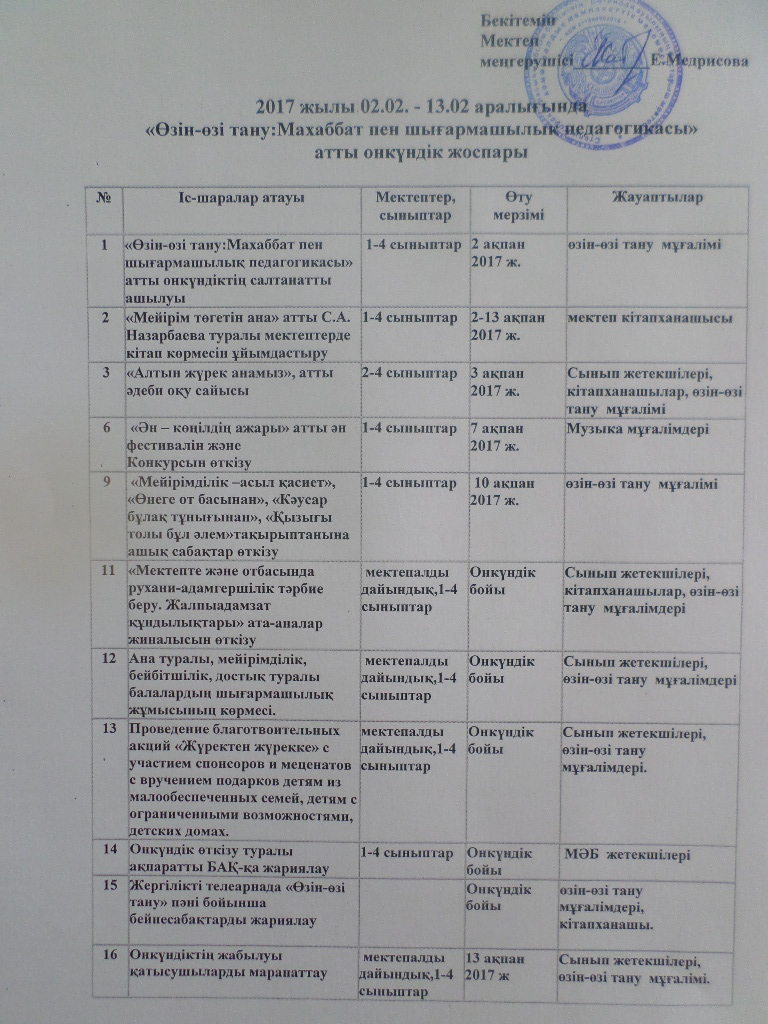 Бекітемін
Мектеп
меңгерушісі Е.Медрисова
2017 жылы 02.02. - 13.02 аралығында
«Өзін-өзі тану:Махаббат пен шығармашылық педагогикасы»
атты онкүндік жоспары
№ Іс-шаралар атауы Мектептер, сыныптар Өту мерзімі Жауаптылар
1 «Өзін-өзі тану:Махаббат пен 1-4 сыныптар 2 ақпан өзін-өзі тану мұғалімі
шығармашылық педагогикасы» 2017 ж.
атты онкүндіктің салтанатты
ашылуы
2 «Мейірім төгетін ана» атты С.А. 1-4 сыныптар 2-13 ақпан мектеп кітапханашысы
Назарбаева туралы мектептерде 2017 ж.
кітап көрмесін ұйымдастыру
3 «Алтын жүрек анамыз», атты 2-4 сыныптар 3 ақпан Сынып жетекшілері,
әдеби оқу сайысы 2017 ж. кітапханашылар, өзін-өзі
тану мұғалімі
6 «Ән – көңілдің ажары» атты ән 1-4 сыныптар 7 ақпан Музыка мұғалімдері
фестивалін және 2017 ж.
Конкурсын өткізу
9 «Мейірімділік –асыл қасиет», 1-4 сыныптар 10 ақпан өзін-өзі тану мұғалімі
«Өнеге от басынан», «Кәусар 2017 ж.
бұлақ тұнығынан», «Қызығы
толы бұл әлем»тақырыптанына
ашық сабақтар өткізу
11 «Мектепте және отбасында мектепалды Онкүндік Сынып жетекшілері,
рухани-адамгершілік тәрбие дайындық,1-4 бойы кітапханашылар, өзін-өзі
беру. Жалпыадамзат сыныптар тану мұғалімдері
құндылықтары» ата-аналар
жиналысын өткізу
12 Ана туралы, мейірімділік, мектепалды Онкүндік Сынып жетекшілері,
бейбітшілік, достық туралы дайындық,1-4 бойы өзін-өзі тану мұғалімдері
балалардың шығармашылық сыныптар
жұмысының көрмесі.
13 Проведение благотвоительных мектепалды Онкүндік Сынып жетекшілері,
акций «Жүректен жүрекке» с дайындық,1-4 бойы өзін-өзі тану
участием спонсоров и меценатов сыныптар мұғалімдері.
с вручением подарков детям из
малообеспеченных семей, детям с
ограниченными возможностями,
детских домах.
14 Онкүндік өткізу туралы 1-4 сыныптар Онкүндік МӘБ жетекшілері
ақпаратты БАҚ-қа жариялау бойы
15 Жергілікті телеарнада «Өзін-өзі Онкүндік өзін-өзі тану
тану» пәні бойынша бойы мұғалімдері,
бейнесабақтарды жариялау кітапханашы.
16 Онкүндіктің жабылуы мектепалды 13 ақпан Сынып жетекшілері,
қатысушыларды марапаттау дайындық,1-4 2017 ж өзін-өзі тану мұғалімі.
сыныптар